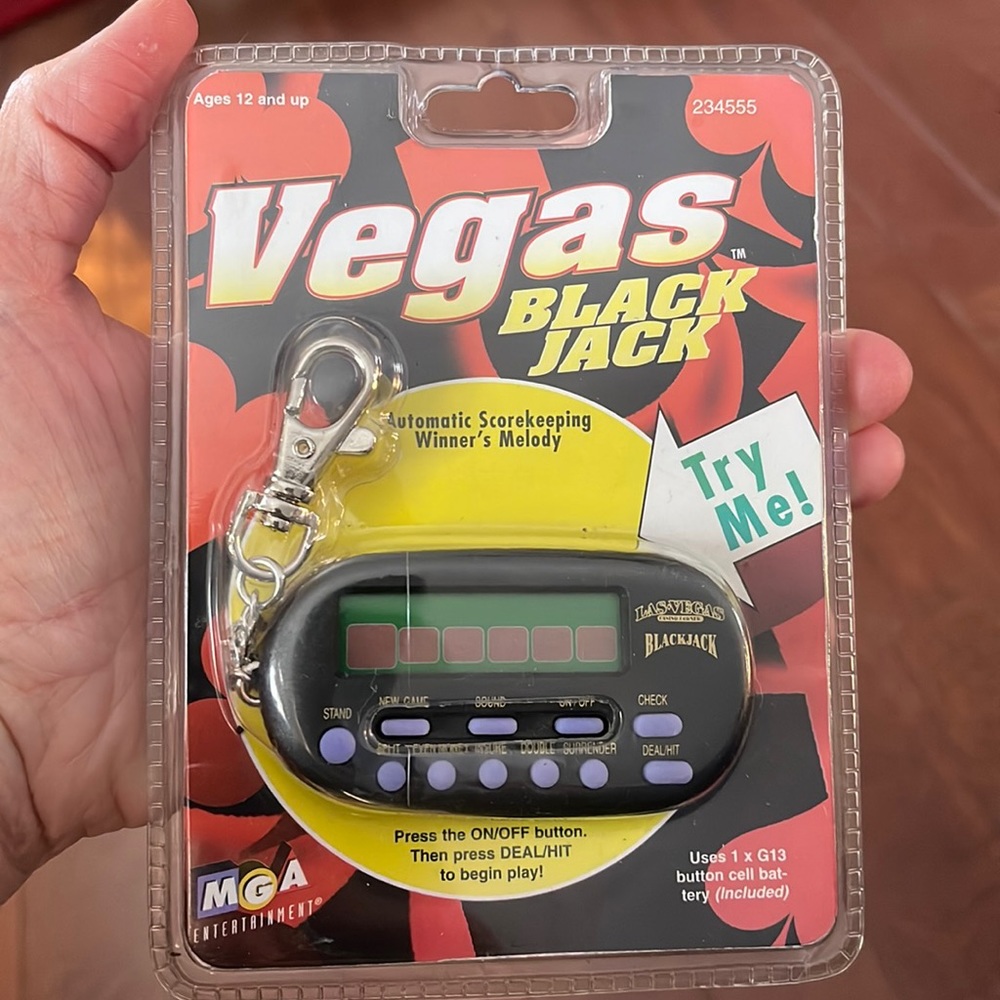 Ages 12 and up
234555
Vegas™
BLACK
JACK
Automatic Scorekeeping
Winner's Melody
Try
Me!
LAS VEGAS
BLACKJACK
NEW GAME SOUND ON/OFF CHECK
STAND
DOUBLE SURRENDER DEAL/HIT
Press the ON/OFF button.
Then press DEAL/HIT
to begin play!
Uses 1 x G13
button cell bat-
tery (Included)
MGA
ENTERTAINMENT®